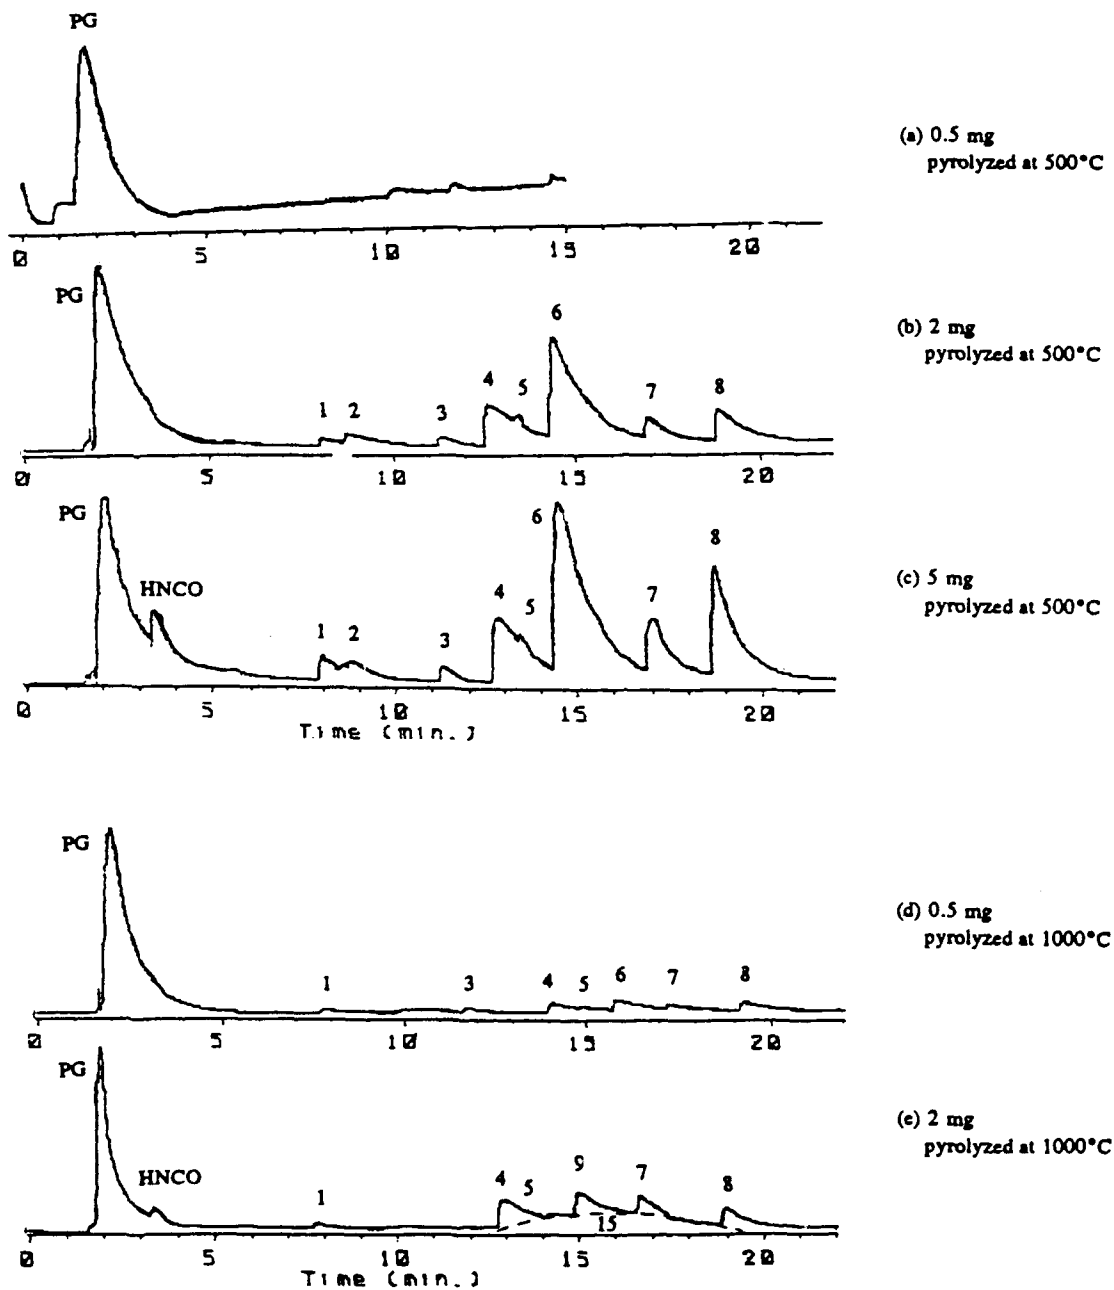 PG
(a) 0.5 mg
pyrolyzed at 500°C
0 5 10 15 20
PG 1 2 3 4 5 6 7 8
(b) 2 mg
pyrolyzed at 500°C
0 5 10 15 20
PG HNCO 1 2 3 4 5 6 7 8
(c) 5 mg
pyrolyzed at 500°C
0 5 10 15 20
Time (min.)
PG 1 3 4 5 6 7 8
(d) 0.5 mg
pyrolyzed at 1000°C
0 5 10 15 20
PG HNCO 1 4 5 9 7 8
15
(e) 2 mg
pyrolyzed at 1000°C
0 5 10 15 20
Time (min.)